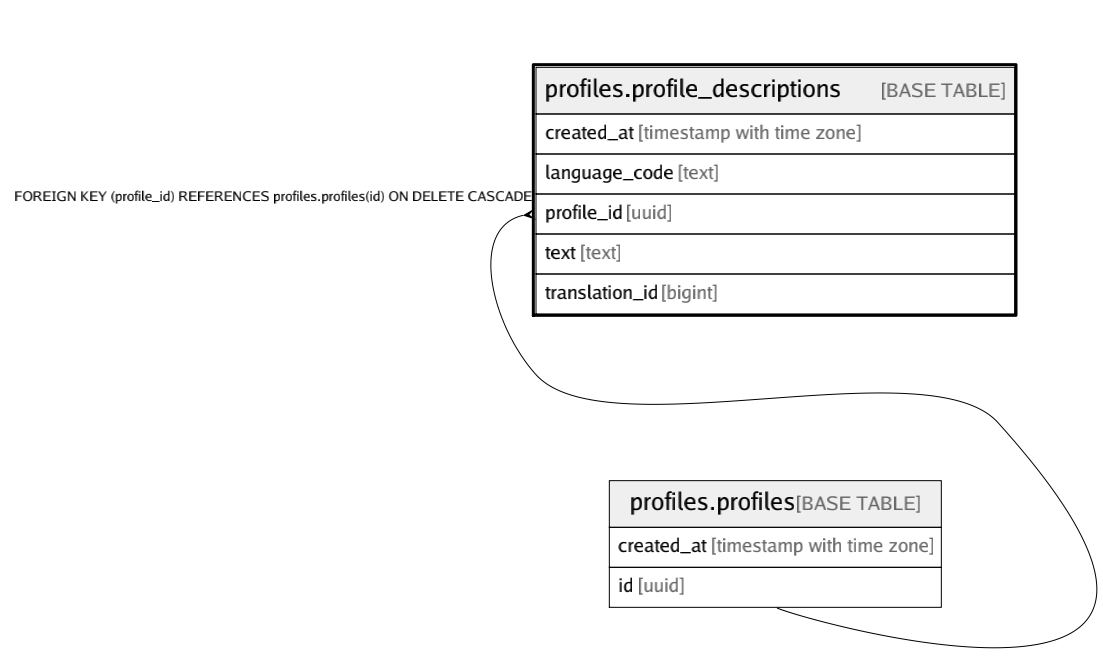 profiles.profile_descriptions [BASE TABLE]
created_at [timestamp with time zone]
language_code [text]
FOREIGN KEY (profile_id) REFERENCES profiles.profiles(id) ON DELETE CASCADE
profile_id [uuid]
text [text]
translation_id [bigint]
profiles.profiles [BASE TABLE]
created_at [timestamp with time zone]
id [uuid]